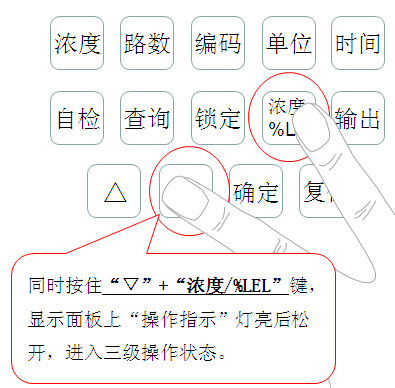 浓度 路数 编码 单位 时间
自检 查询 锁定 浓度 输出
%L
△ 确定 复
同时按住“▽”+“浓度/%LEL”键，
显示面板上“操作指示”灯亮后松
开，进入三级操作状态。